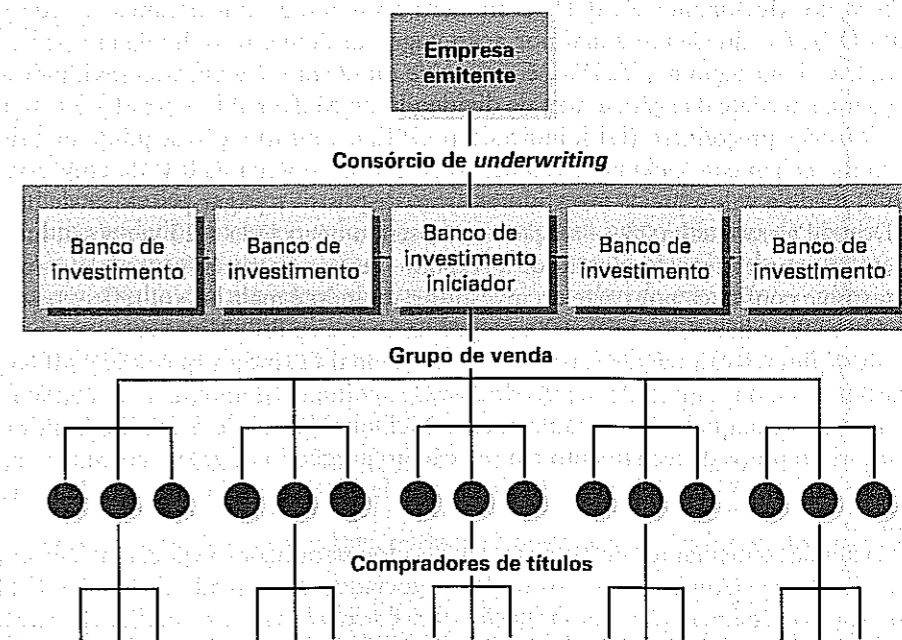 Empresa
emitente
Consórcio de underwriting
Banco de
investimento
Banco de
investimento
Banco de
investimento
iniciador
Banco de
investimento
Banco de
investimento
Grupo de venda
Compradores de títulos